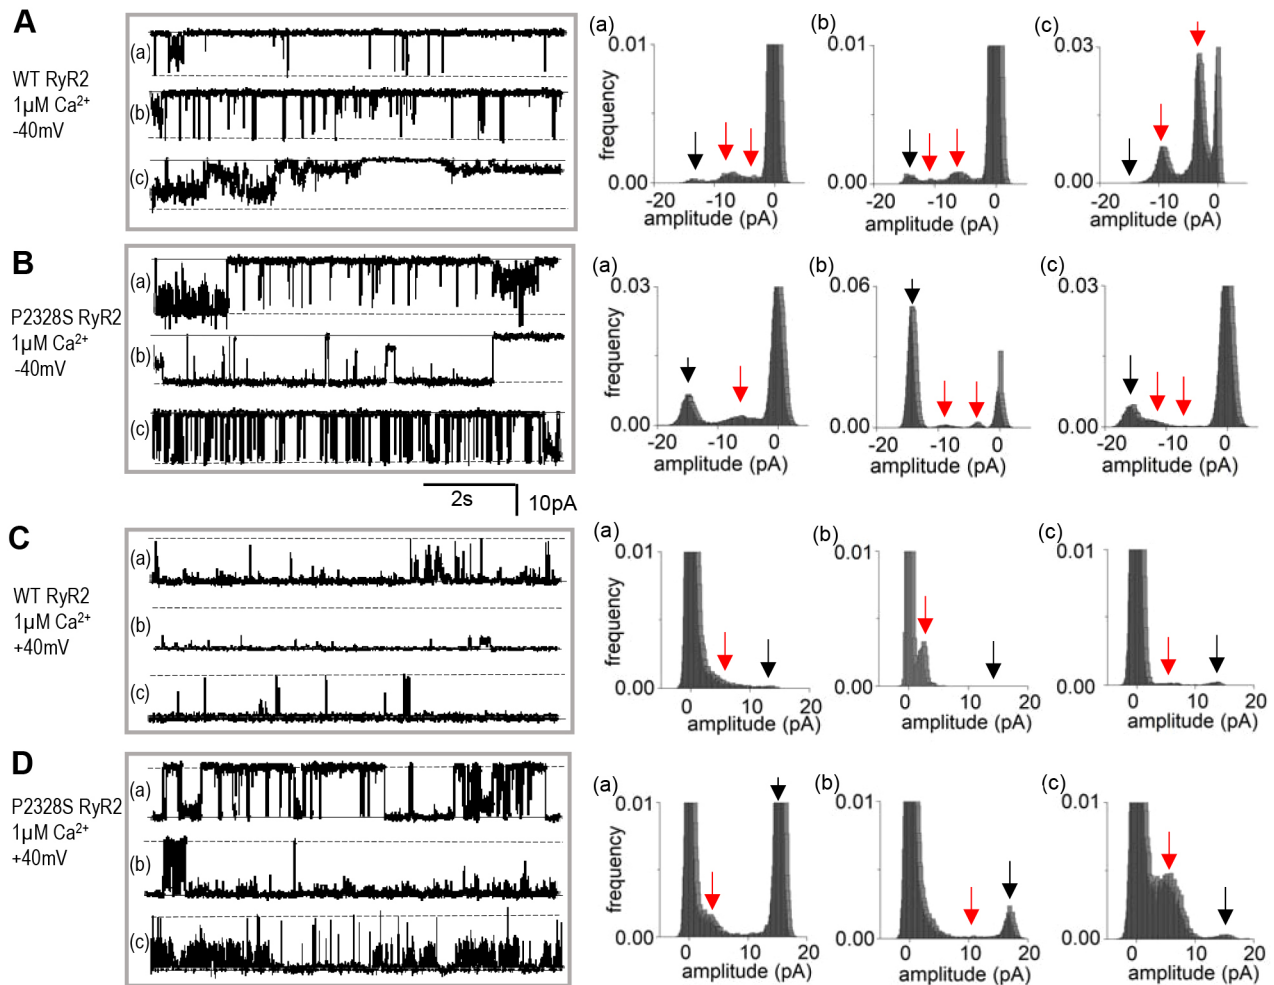 A
WT RyR2
1µM Ca²⁺
-40mV
(a)
(b)
(c)
(a)
0.01
frequency
0.00
-20
-10
0
amplitude (pA)
(b)
0.01
0.00
-20
-10
0
amplitude (pA)
(c)
0.03
0.00
-20
-10
0
amplitude (pA)
B
P2328S RyR2
1µM Ca²⁺
-40mV
(a)
(b)
(c)
2s
10pA
(a)
0.03
frequency
0.00
-20
-10
0
amplitude (pA)
(b)
0.06
0.00
-20
-10
0
amplitude (pA)
(c)
0.03
0.00
-20
-10
0
amplitude (pA)
C
WT RyR2
1µM Ca²⁺
+40mV
(a)
(b)
(c)
(a)
0.01
frequency
0.00
0
20
amplitude (pA)
(b)
0.01
0.00
0
10
20
amplitude (pA)
(c)
0.01
0.00
0
10
20
amplitude (pA)
D
P2328S RyR2
1µM Ca²⁺
+40mV
(a)
(b)
(c)
(a)
0.01
frequency
0.00
0
20
amplitude (pA)
(b)
0.01
0.00
0
10
20
amplitude (pA)
(c)
0.01
0.00
0
10
20
amplitude (pA)